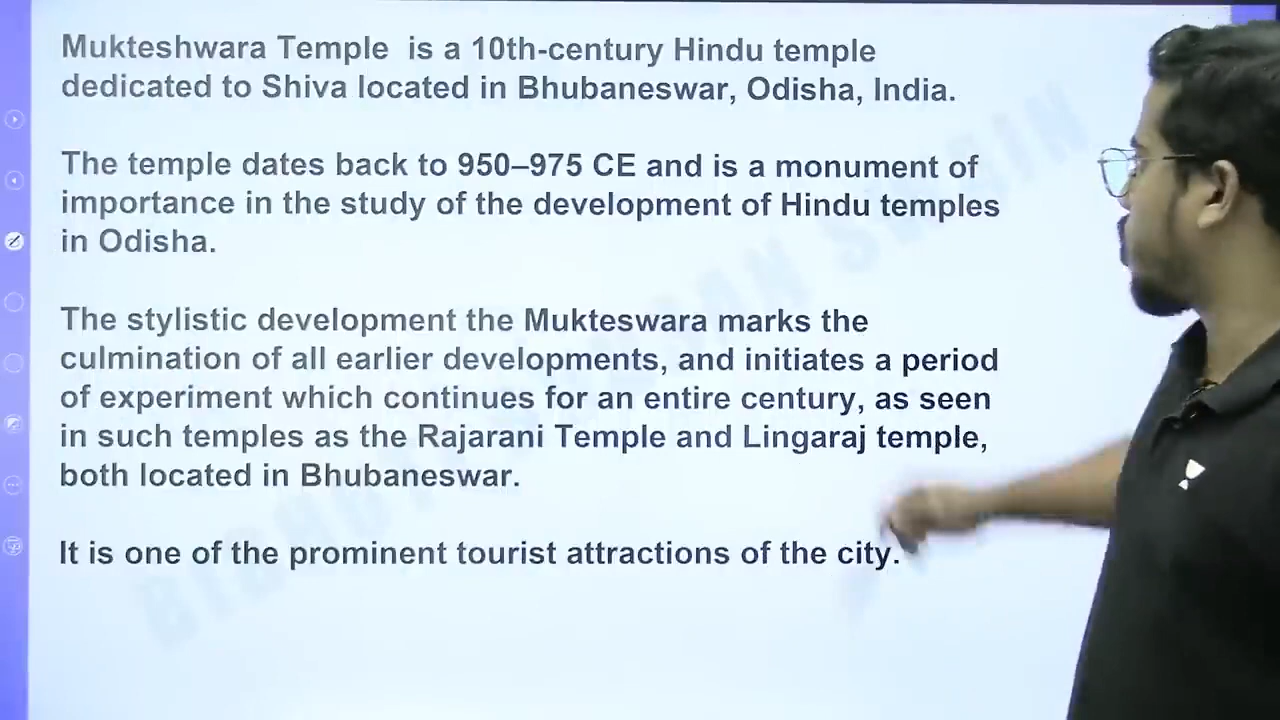 Mukteshwara Temple is a 10th-century Hindu temple
dedicated to Shiva located in Bhubaneswar, Odisha, India.
The temple dates back to 950–975 CE and is a monument of
importance in the study of the development of Hindu temples
in Odisha.
The stylistic development the Mukteswara marks the
culmination of all earlier developments, and initiates a period
of experiment which continues for an entire century, as seen
in such temples as the Rajarani Temple and Lingaraj temple,
both located in Bhubaneswar.
It is one of the prominent tourist attractions of the city.